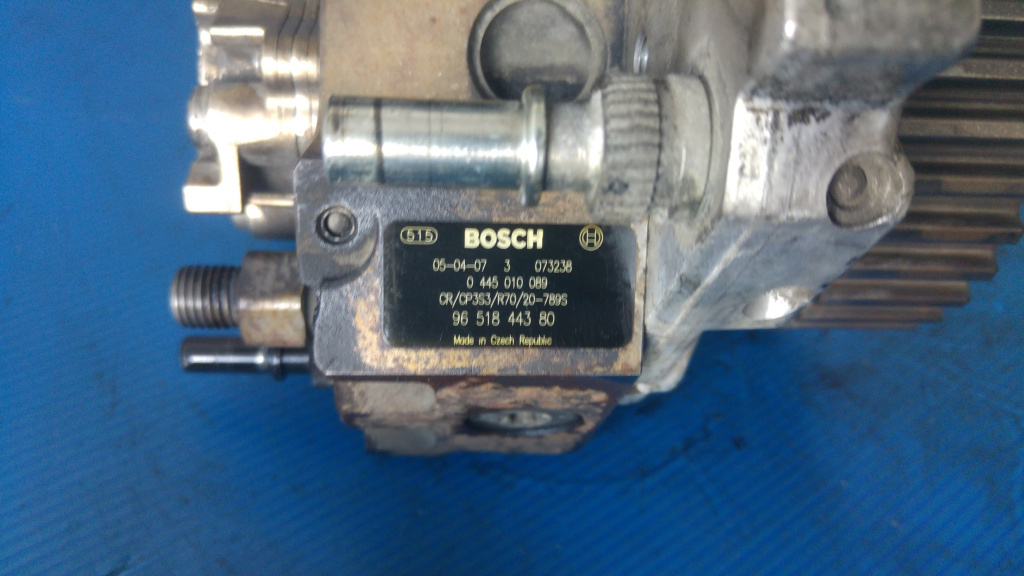 515 BOSCH
05-04-07 3 073238
0 445 010 089
CR/CP3S3/R70/20-789S
96 518 443 80
Made in Czech Republic